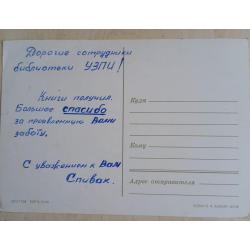 Дорогие сотрудники
библиотеки УЗПИ!
Книги получил.
Большое спасибо
за проявленную Вами
заботу.
С уважением к Вам
Спивак.
Куда
Кому
Адрес отправителя